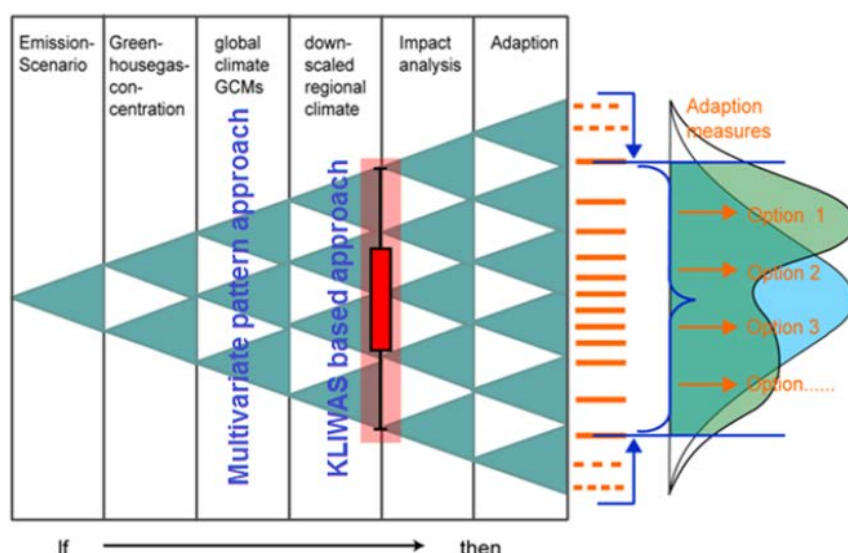 Emission-
Scenario
Green-
housegas-
con-
centration
global
climate
GCMs
down-
scaled
regional
climate
Impact
analysis
Adaption
Multivariate pattern approach
KLIWAS based approach
Adaption
measures
Option 1
Option 2
Option 3
Option......
If
then